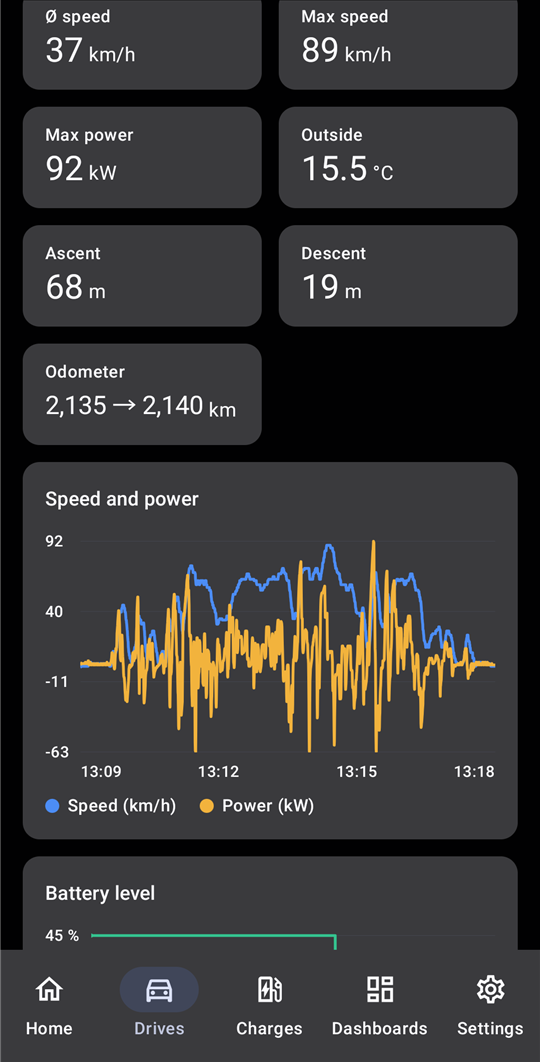 Ø speed
37 km/h
Max speed
89 km/h
Max power
92 kW
Outside
15.5 °C
Ascent
68 m
Descent
19 m
Odometer
2,135 → 2,140 km
Speed and power
92
40
-11
-63
13:09 13:12 13:15 13:18
Speed (km/h) Power (kW)
Battery level
45 %
Home Drives Charges Dashboards Settings